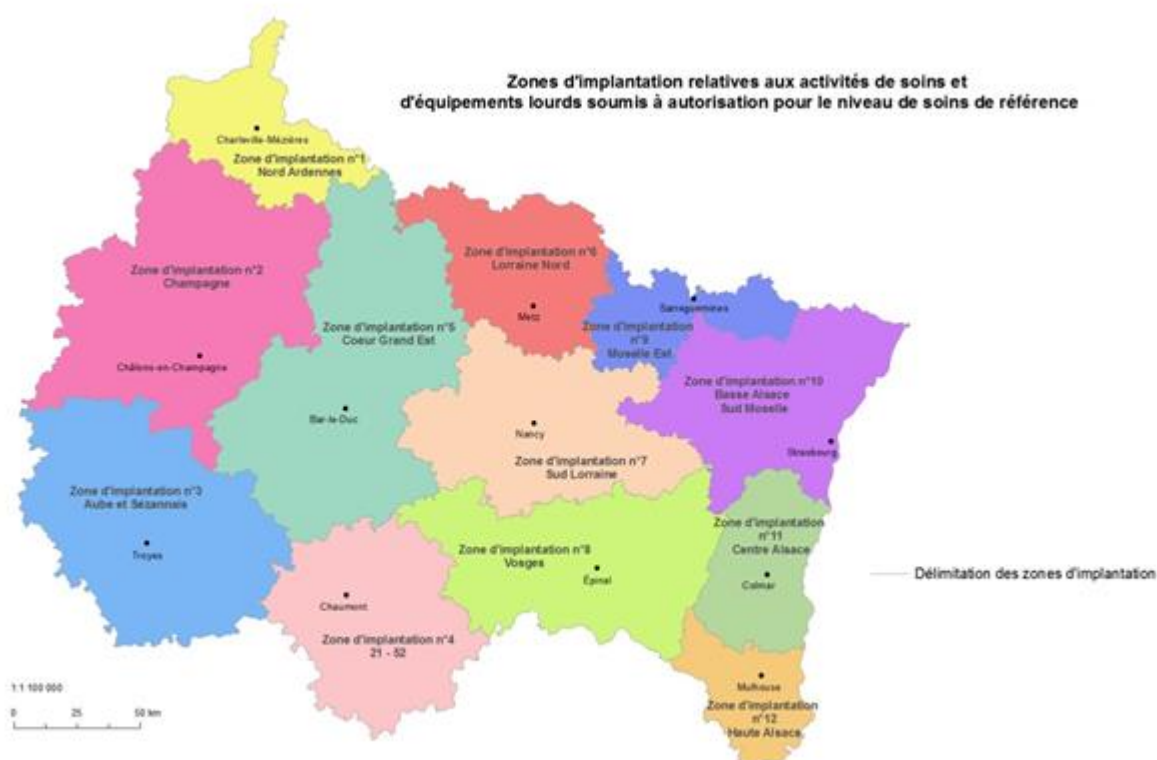 Zones d'implantation relatives aux activités de soins et
d'équipements lourds soumis à autorisation pour le niveau de soins de référence
Charleville-Mézières
Zone d'implantation n°1
Nord Ardennes
Zone d'implantation n°2
Champagne
Châlons-en-Champagne
Zone d'implantation n°5
Coeur Grand Est
Bar-le-Duc
Zone d'implantation n°6
Lorraine Nord
Metz
Sarreguemines
Zone d'implantation
n°9
Moselle Est
Zone d'implantation n°10
Basse Alsace
Sud Moselle
Strasbourg
Nancy
Zone d'implantation n°7
Sud Lorraine
Zone d'implantation n°3
Aube et Sézannais
Troyes
Zone d'implantation n°8
Vosges
Épinal
Zone d'implantation
n°11
Centre Alsace
Colmar
Délimitation des zones d'implantation
Chaumont
Zone d'implantation n°4
21 - 52
Mulhouse
Zone d'implantation
n°12
Haute Alsace
1:1 100 000
0 25 50 km